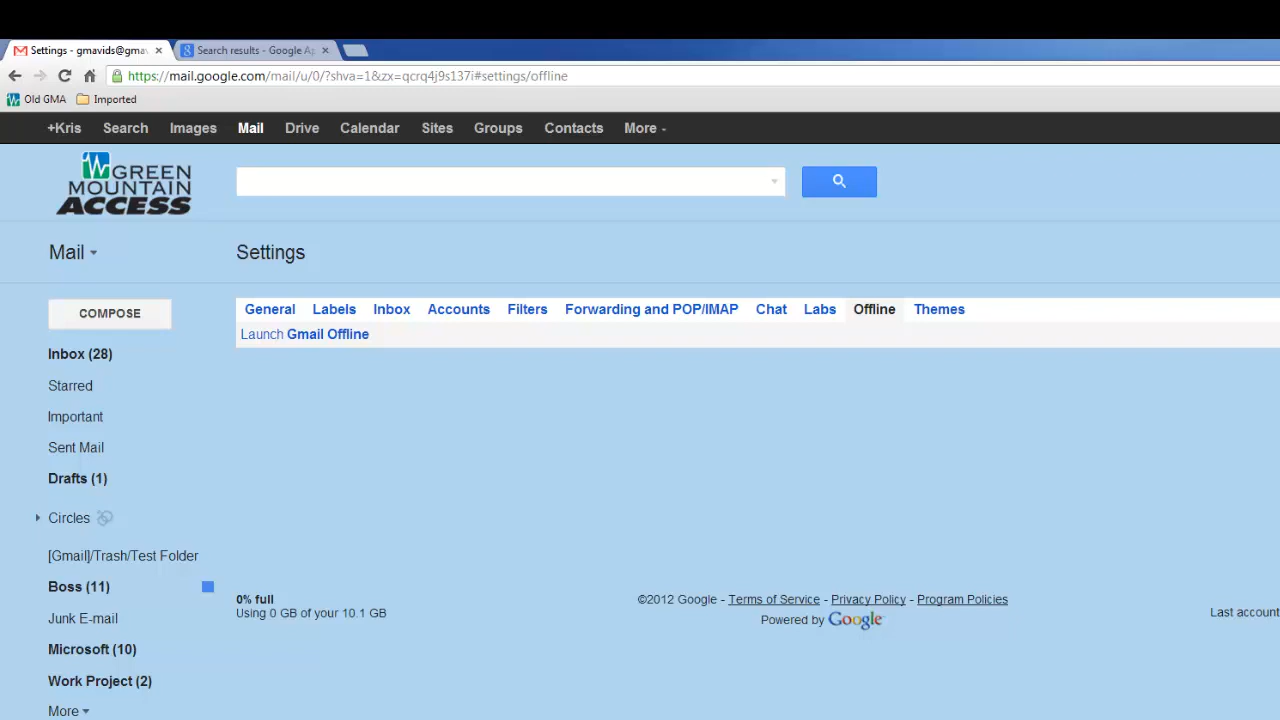 Settings - gmavids@gma
Search results - Google Ap
https://mail.google.com/mail/u/0/?shva=1&zx=qcrq4j9s137i#settings/offline
Old GMA Imported
+Kris Search Images Mail Drive Calendar Sites Groups Contacts More
GREEN
MOUNTAIN
ACCESS
Mail
Settings
COMPOSE
General Labels Inbox Accounts Filters Forwarding and POP/IMAP Chat Labs Offline Themes
Launch Gmail Offline
Inbox (28)
Starred
Important
Sent Mail
Drafts (1)
Circles
[Gmail]/Trash/Test Folder
Boss (11)
Junk E-mail
Microsoft (10)
Work Project (2)
More
0% full
Using 0 GB of your 10.1 GB
©2012 Google - Terms of Service - Privacy Policy - Program Policies
Powered by Google
Last account